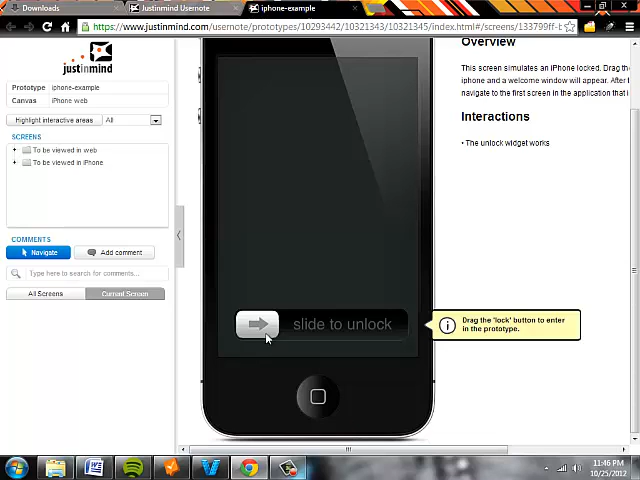 Downloads
Justinmind Usernote
iphone-example
https://www.justinmind.com/usernote/prototypes/10293442/10321343/10321345/index.html#/screens/133799ff-b
justinmind
Prototype iphone-example
Canvas iPhone web
Highlight interactive areas All
SCREENS
To be viewed in web
To be viewed in iPhone
COMMENTS
Navigate
Add comment
Type here to search for comments...
All Screens
Current Screen
slide to unlock
Drag the 'lock' button to enter
in the prototype.
Overview
This screen simulates an iPhone locked. Drag the
iphone and a welcome window will appear. After
navigate to the first screen in the application that
Interactions
• The unlock widget works
11:46 PM
10/25/2012